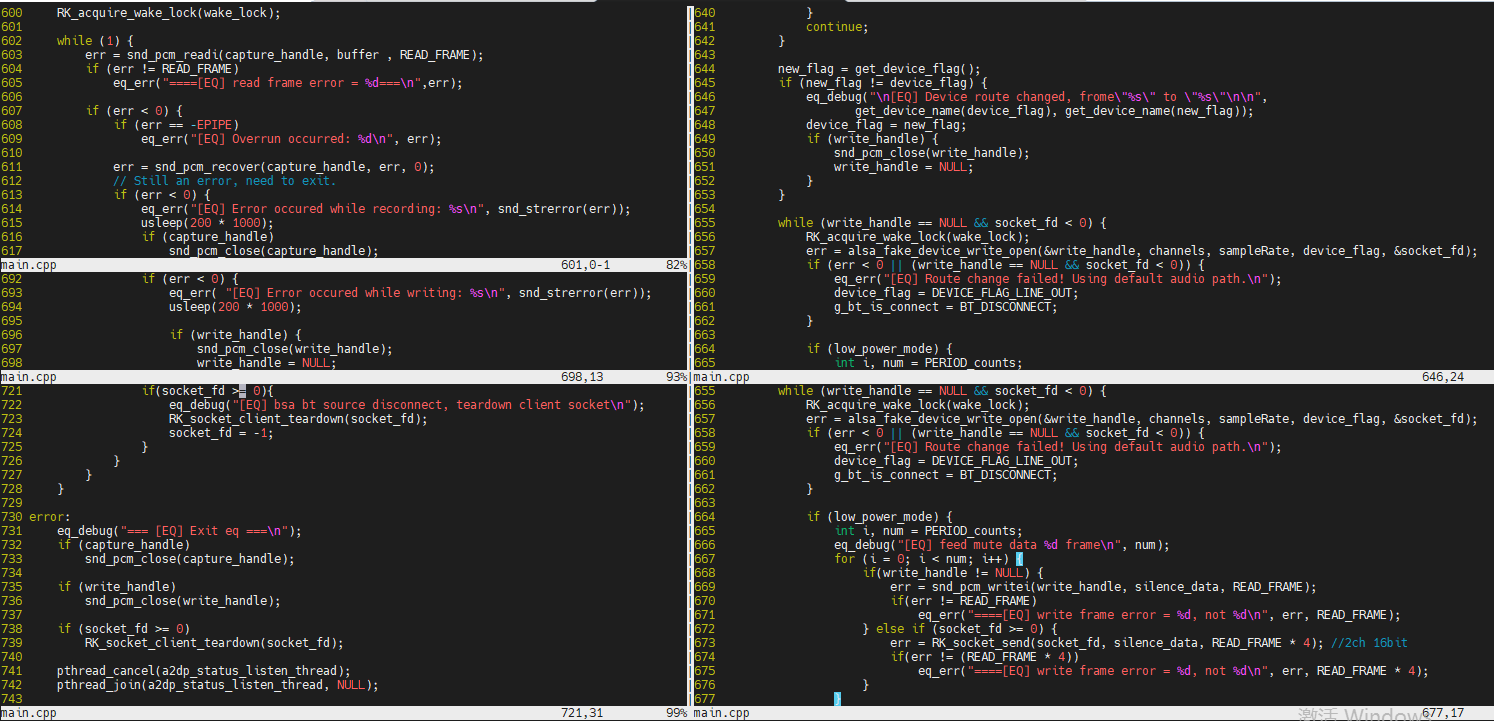 600     RK_acquire_wake_lock(wake_lock);
601
602     while (1) {
603         err = snd_pcm_readi(capture_handle, buffer , READ_FRAME);
604         if (err != READ_FRAME)
605             eq_err("====[EQ] read frame error = %d===\n",err);
606
607         if (err < 0) {
608             if (err == -EPIPE)
609                 eq_err("[EQ] Overrun occurred: %d\n", err);
610
611             err = snd_pcm_recover(capture_handle, err, 0);
612             // Still an error, need to exit.
613             if (err < 0) {
614                 eq_err("[EQ] Error occured while recording: %s\n", snd_strerror(err));
615                 usleep(200 * 1000);
616                 if (capture_handle)
617                     snd_pcm_close(capture_handle);
main.cpp 601,0-1 82%
692                 if (err < 0) {
693                     eq_err( "[EQ] Error occured while writing: %s\n", snd_strerror(err));
694                     usleep(200 * 1000);
695
696                     if (write_handle) {
697                         snd_pcm_close(write_handle);
698                         write_handle = NULL;
main.cpp 698,13 93%
721                 if(socket_fd >= 0){
722                     eq_debug("[EQ] bsa bt source disconnect, teardown client socket\n");
723                     RK_socket_client_teardown(socket_fd);
724                     socket_fd = -1;
725                 }
726             }
727         }
728     }
729
730 error:
731     eq_debug("=== [EQ] Exit eq ===\n");
732     if (capture_handle)
733         snd_pcm_close(capture_handle);
734
735     if (write_handle)
736         snd_pcm_close(write_handle);
737
738     if (socket_fd >= 0)
739         RK_socket_client_teardown(socket_fd);
740
741     pthread_cancel(a2dp_status_listen_thread);
742     pthread_join(a2dp_status_listen_thread, NULL);
743
main.cpp 721,31 99%
640             }
641             continue;
642         }
643
644         new_flag = get_device_flag();
645         if (new_flag != device_flag) {
646             eq_debug("\n[EQ] Device route changed, frome\"%s\" to \"%s\"\n\n",
647                    get_device_name(device_flag), get_device_name(new_flag));
648             device_flag = new_flag;
649             if (write_handle) {
650                 snd_pcm_close(write_handle);
651                 write_handle = NULL;
652             }
653         }
654
655         while (write_handle == NULL && socket_fd < 0) {
656             RK_acquire_wake_lock(wake_lock);
657             err = alsa_fake_device_write_open(&write_handle, channels, sampleRate, device_flag, &socket_fd);
658             if (err < 0 || (write_handle == NULL && socket_fd < 0)) {
659                 eq_err("[EQ] Route change failed! Using default audio path.\n");
660                 device_flag = DEVICE_FLAG_LINE_OUT;
661                 g_bt_is_connect = BT_DISCONNECT;
662             }
663
664             if (low_power_mode) {
665                 int i, num = PERIOD_counts;
main.cpp 646,24
655         while (write_handle == NULL && socket_fd < 0) {
656             RK_acquire_wake_lock(wake_lock);
657             err = alsa_fake_device_write_open(&write_handle, channels, sampleRate, device_flag, &socket_fd);
658             if (err < 0 || (write_handle == NULL && socket_fd < 0)) {
659                 eq_err("[EQ] Route change failed! Using default audio path.\n");
660                 device_flag = DEVICE_FLAG_LINE_OUT;
661                 g_bt_is_connect = BT_DISCONNECT;
662             }
663
664             if (low_power_mode) {
665                 int i, num = PERIOD_counts;
666                 eq_debug("[EQ] feed mute data %d frame\n", num);
667                 for (i = 0; i < num; i++) {
668                     if(write_handle != NULL) {
669                         err = snd_pcm_writei(write_handle, silence_data, READ_FRAME);
670                         if(err != READ_FRAME)
671                             eq_err("====[EQ] write frame error = %d, not %d\n", err, READ_FRAME);
672                     } else if (socket_fd >= 0) {
673                         err = RK_socket_send(socket_fd, silence_data, READ_FRAME * 4); //2ch 16bit
674                         if(err != (READ_FRAME * 4))
675                             eq_err("====[EQ] write frame error = %d, not %d\n", err, READ_FRAME * 4);
676                     }
677                 }
main.cpp 677,17
激活 Windows